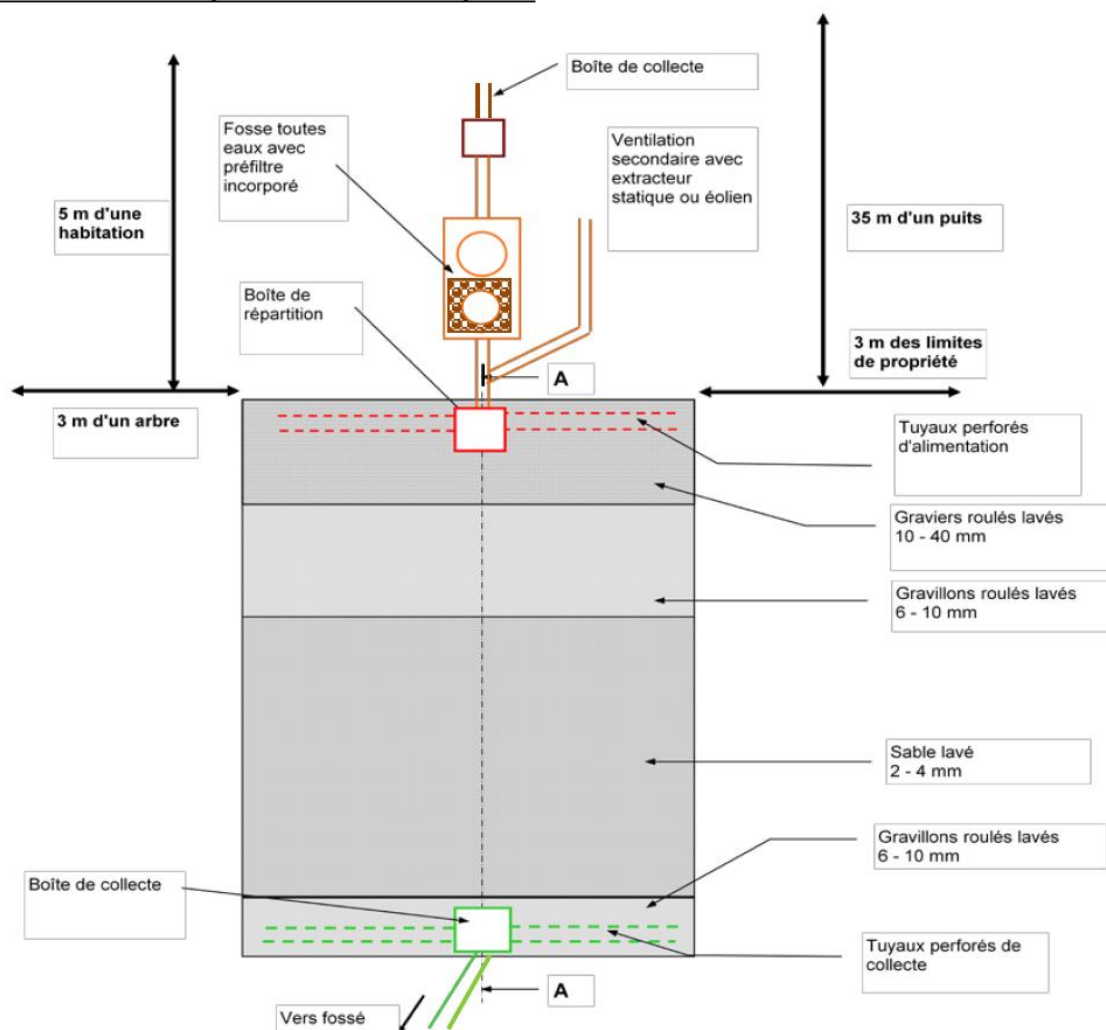 Boîte de collecte
Fosse toutes
eaux avec
préfiltre
incorporé
Ventilation
secondaire avec
extracteur
statique ou éolien
5 m d'une
habitation
35 m d'un puits
Boîte de
répartition
3 m des limites
de propriété
A
3 m d'un arbre
Tuyaux perforés
d'alimentation
Graviers roulés lavés
10 - 40 mm
Gravillons roulés lavés
6 - 10 mm
Sable lavé
2 - 4 mm
Gravillons roulés lavés
6 - 10 mm
Boîte de collecte
Tuyaux perforés de
collecte
A
Vers fossé